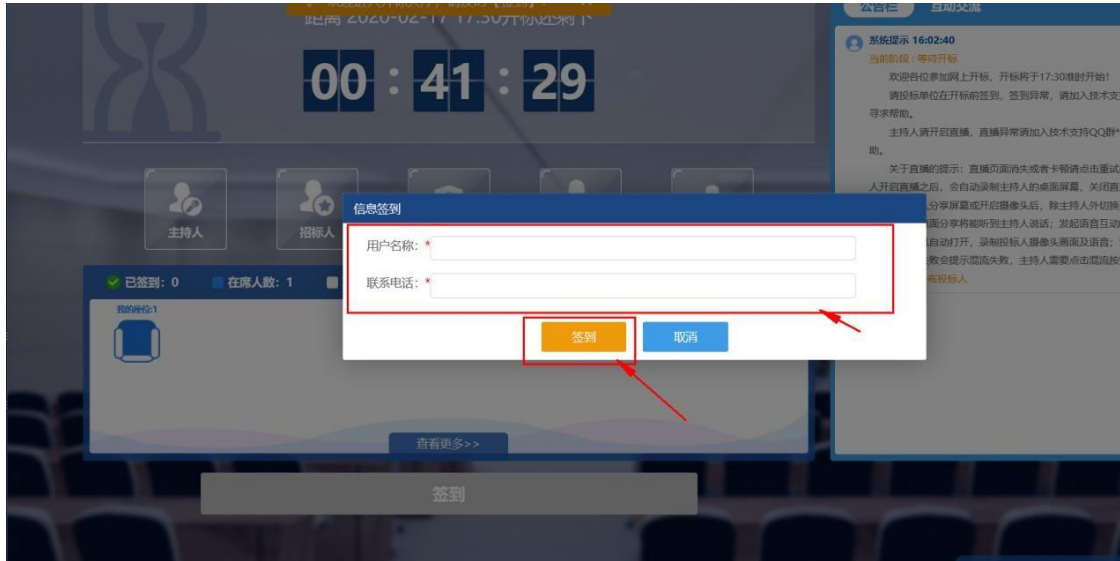 距离 2020-02-17 17:30开标还剩下
00 : 41 : 29
主持人
招标人
已签到：0
在席人数：1
我的座位:1
查看更多>>
签到
信息签到
用户名称：*
联系电话：*
签到
取消
公告栏
互动交流
系统提示 16:02:40
当前阶段：等待开标
欢迎各位参加网上开标，开标将于17:30准时开始！
请投标单位在开标前签到，签到异常，请加入技术支
寻求帮助。
主持人请开启直播，直播异常请加入技术支持QQ群*
助。
关于直播的提示：直播页面消失或者卡顿请点击重试
人开启直播之后，会自动录制主持人的桌面屏幕，关闭直
分享屏幕或开启摄像头后，除主持人外切换
面分享将能听到主持人说话；发起语音互动
自动打开，录制投标人摄像头画面及语音；
败会提示混流失败，主持人需要点击混流按
布投标人